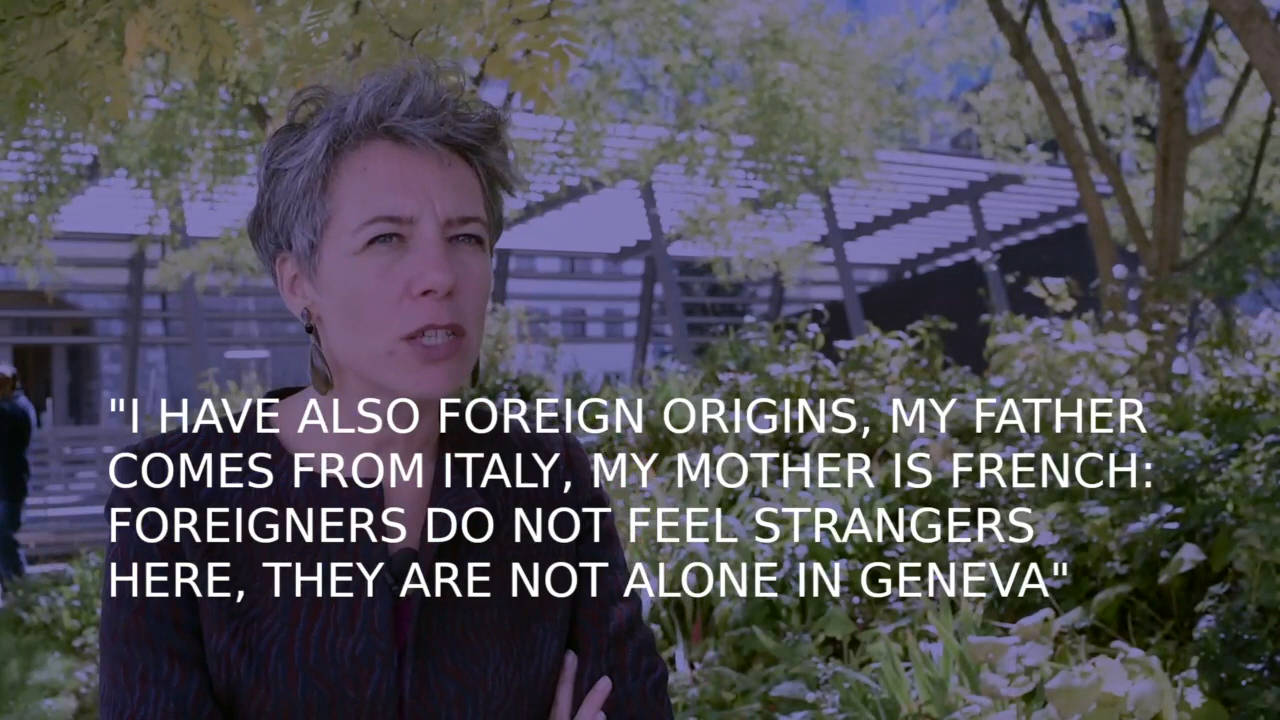 "I HAVE ALSO FOREIGN ORIGINS, MY FATHER
COMES FROM ITALY, MY MOTHER IS FRENCH:
FOREIGNERS DO NOT FEEL STRANGERS
HERE, THEY ARE NOT ALONE IN GENEVA"